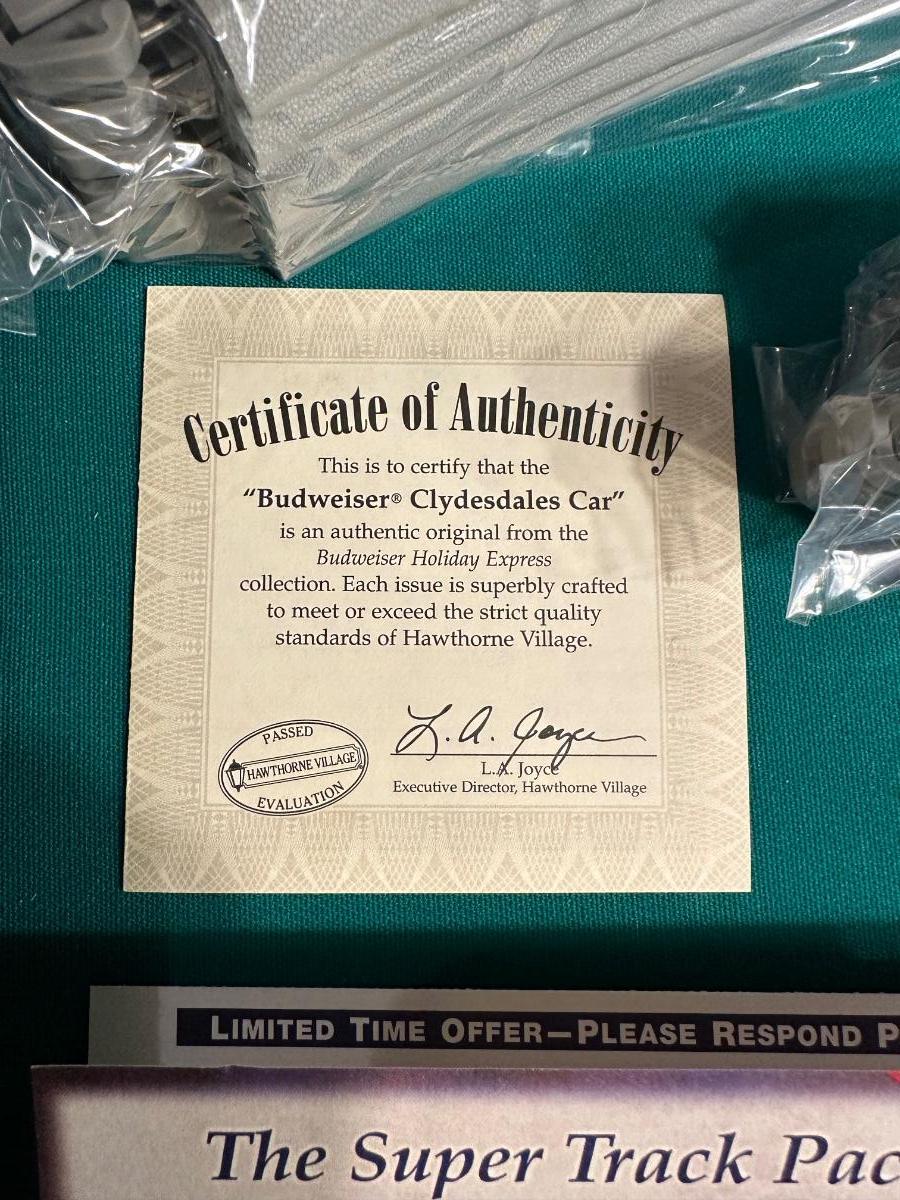 Certificate of Authenticity
This is to certify that the
“Budweiser® Clydesdales Car”
is an authentic original from the
Budweiser Holiday Express
collection. Each issue is superbly crafted
to meet or exceed the strict quality
standards of Hawthorne Village.
PASSED
HAWTHORNE VILLAGE
EVALUATION
L.A. Joyce
L.A. Joyce
Executive Director, Hawthorne Village
LIMITED TIME OFFER—PLEASE RESPOND P
The Super Track Pac